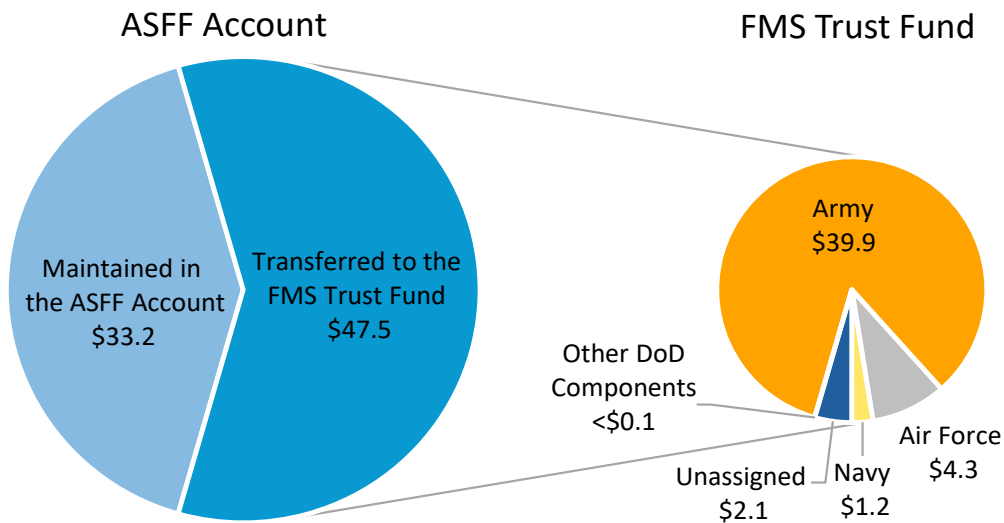 ASFF Account
FMS Trust Fund
Maintained in
the ASFF Account
$33.2
Transferred to the
FMS Trust Fund
$47.5
Army
$39.9
Other DoD
Components
<$0.1
Unassigned
$2.1
Navy
$1.2
Air Force
$4.3